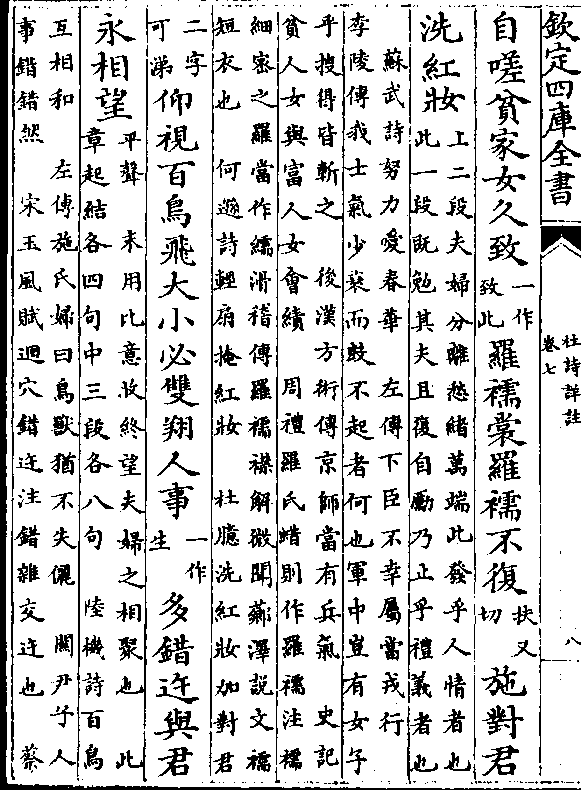 欽定四庫全書
杜詩詳註
卷七
八
自嗟貧家女久致
一作
致此
羅襦裳羅襦不復
扶又
切
施對君
洗紅妝
上二段夫婦分離愁緒萬端此發乎人情者也
此一段既勉其夫且復自勵乃止乎禮義者也
蘇武詩努力愛春華 左傳下臣不幸屬當戎行
李陵傳我士氣少衰而鼓不起者何也軍中豈有女子
乎搜得皆斬之 後漢方術傳京師當有兵氣 史記
貧人女與富人女會績 周禮羅氏蜡則作羅襦注襦
細密之羅當作繻滑稽傳羅襦襟解微聞薌澤說文襦
短衣也 何遜詩輕扇掩紅妝 杜臆洗紅妝加對君
二字
可涕
仰視百鳥飛大小必雙翔人事
一作
生
多錯迕與君
永相望
平聲 末用比意收終望夫婦之相聚也 此
章起結各四句中三段各八句 陸機詩百鳥
互相和 左傳施氏婦曰鳥獸猶不失儷 關尹子人
事錯錯然 宋玉風賦迴穴錯迕注錯雜交迕也 蔡